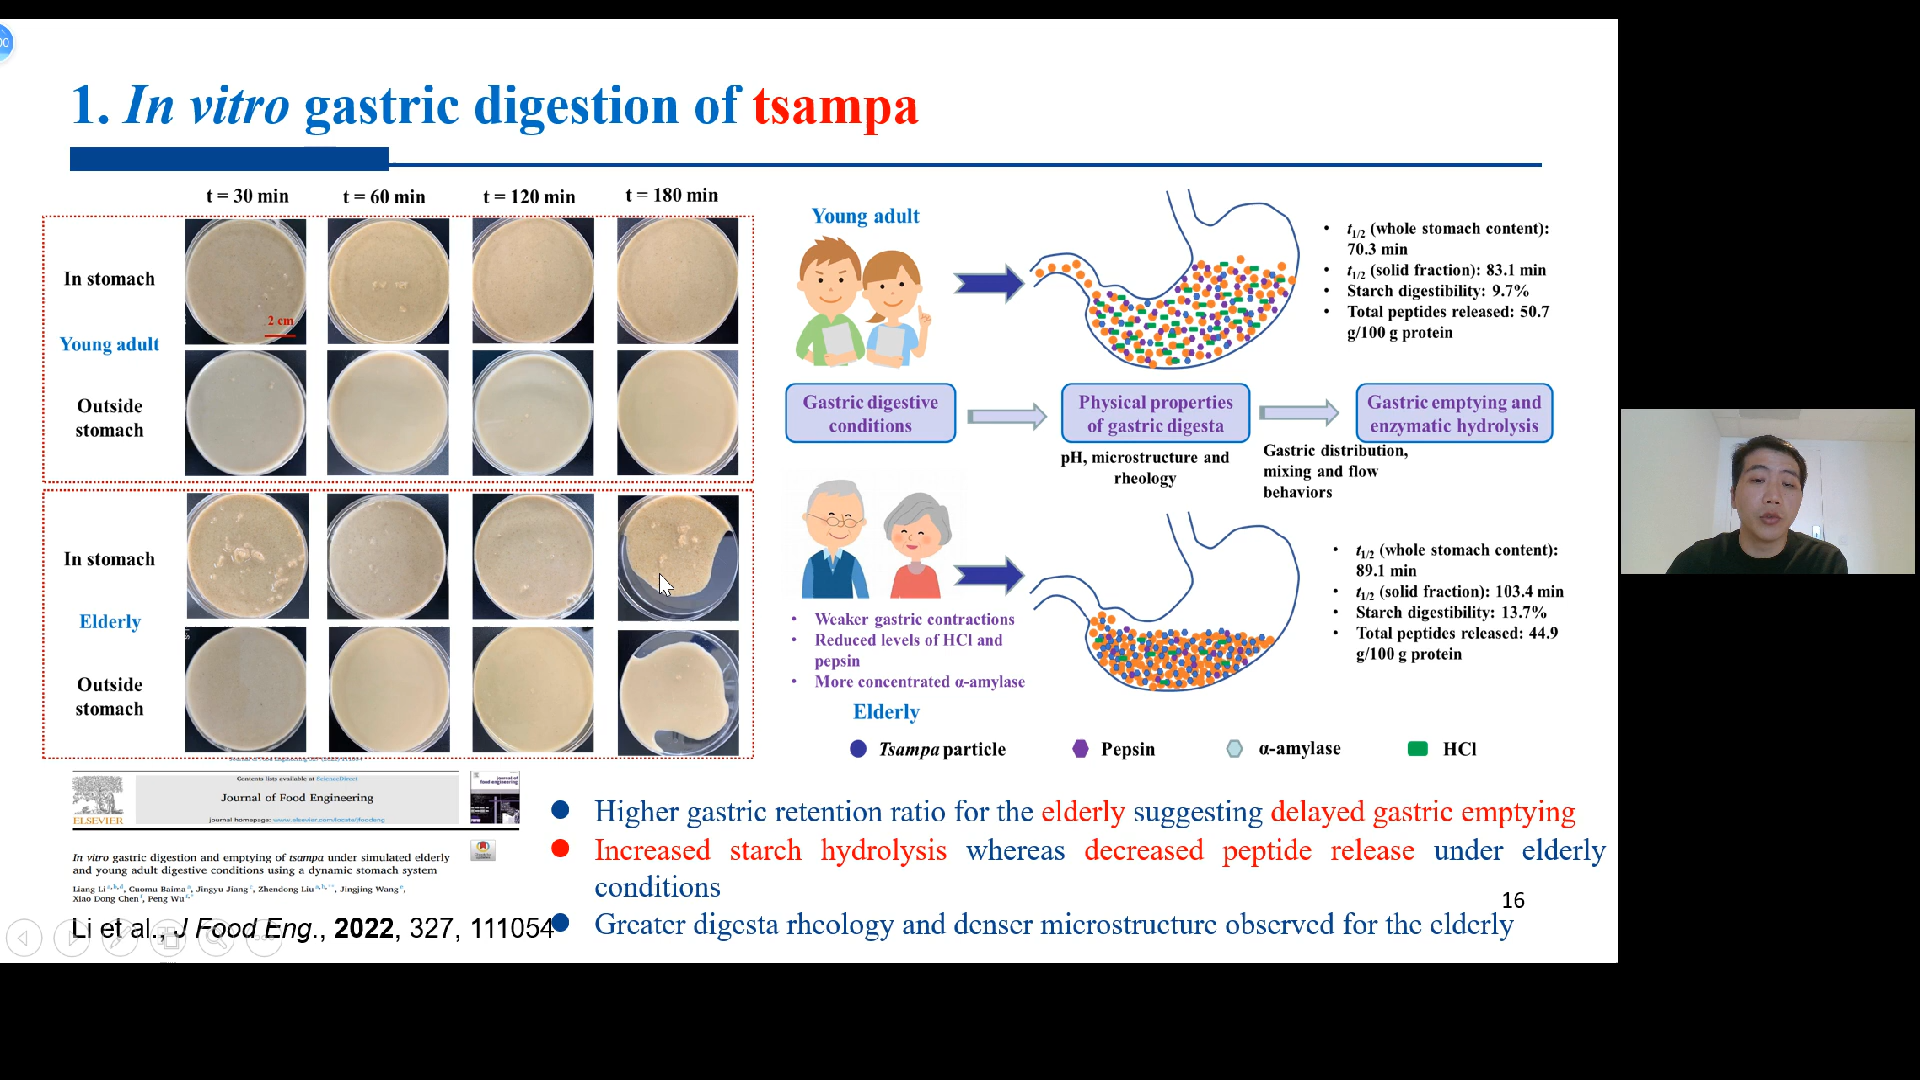 1. In vitro gastric digestion of tsampa
t = 30 min
t = 60 min
t = 120 min
t = 180 min
In stomach
2 cm
Young adult
Outside
stomach
In stomach
Elderly
Outside
stomach
Young adult
• t1/2 (whole stomach content):
70.3 min
• t1/2 (solid fraction): 83.1 min
• Starch digestibility: 9.7%
• Total peptides released: 50.7
g/100 g protein
Gastric digestive
conditions
Physical properties
of gastric digesta
Gastric emptying and
enzymatic hydrolysis
pH, microstructure and
rheology
Gastric distribution,
mixing and flow
behaviors
• Weaker gastric contractions
• Reduced levels of HCl and
pepsin
• More concentrated α-amylase
Elderly
• t1/2 (whole stomach content):
89.1 min
• t1/2 (solid fraction): 103.4 min
• Starch digestibility: 13.7%
• Total peptides released: 44.9
g/100 g protein
Tsampa particle
Pepsin
α-amylase
HCl
Contents lists available at ScienceDirect
Journal of Food Engineering
journal homepage: www.elsevier.com/locate/jfoodeng
ELSEVIER
In vitro gastric digestion and emptying of tsampa under simulated elderly
and young adult digestive conditions using a dynamic stomach system
Liang Li, Cuomu Baima, Jingyu Jiang, Zhendong Liu, Jingjing Wang,
Xiao Dong Chen, Peng Wu
Li et al., J Food Eng., 2022, 327, 111054
Higher gastric retention ratio for the elderly suggesting delayed gastric emptying
Increased starch hydrolysis whereas decreased peptide release under elderly
conditions
Greater digesta rheology and denser microstructure observed for the elderly
16